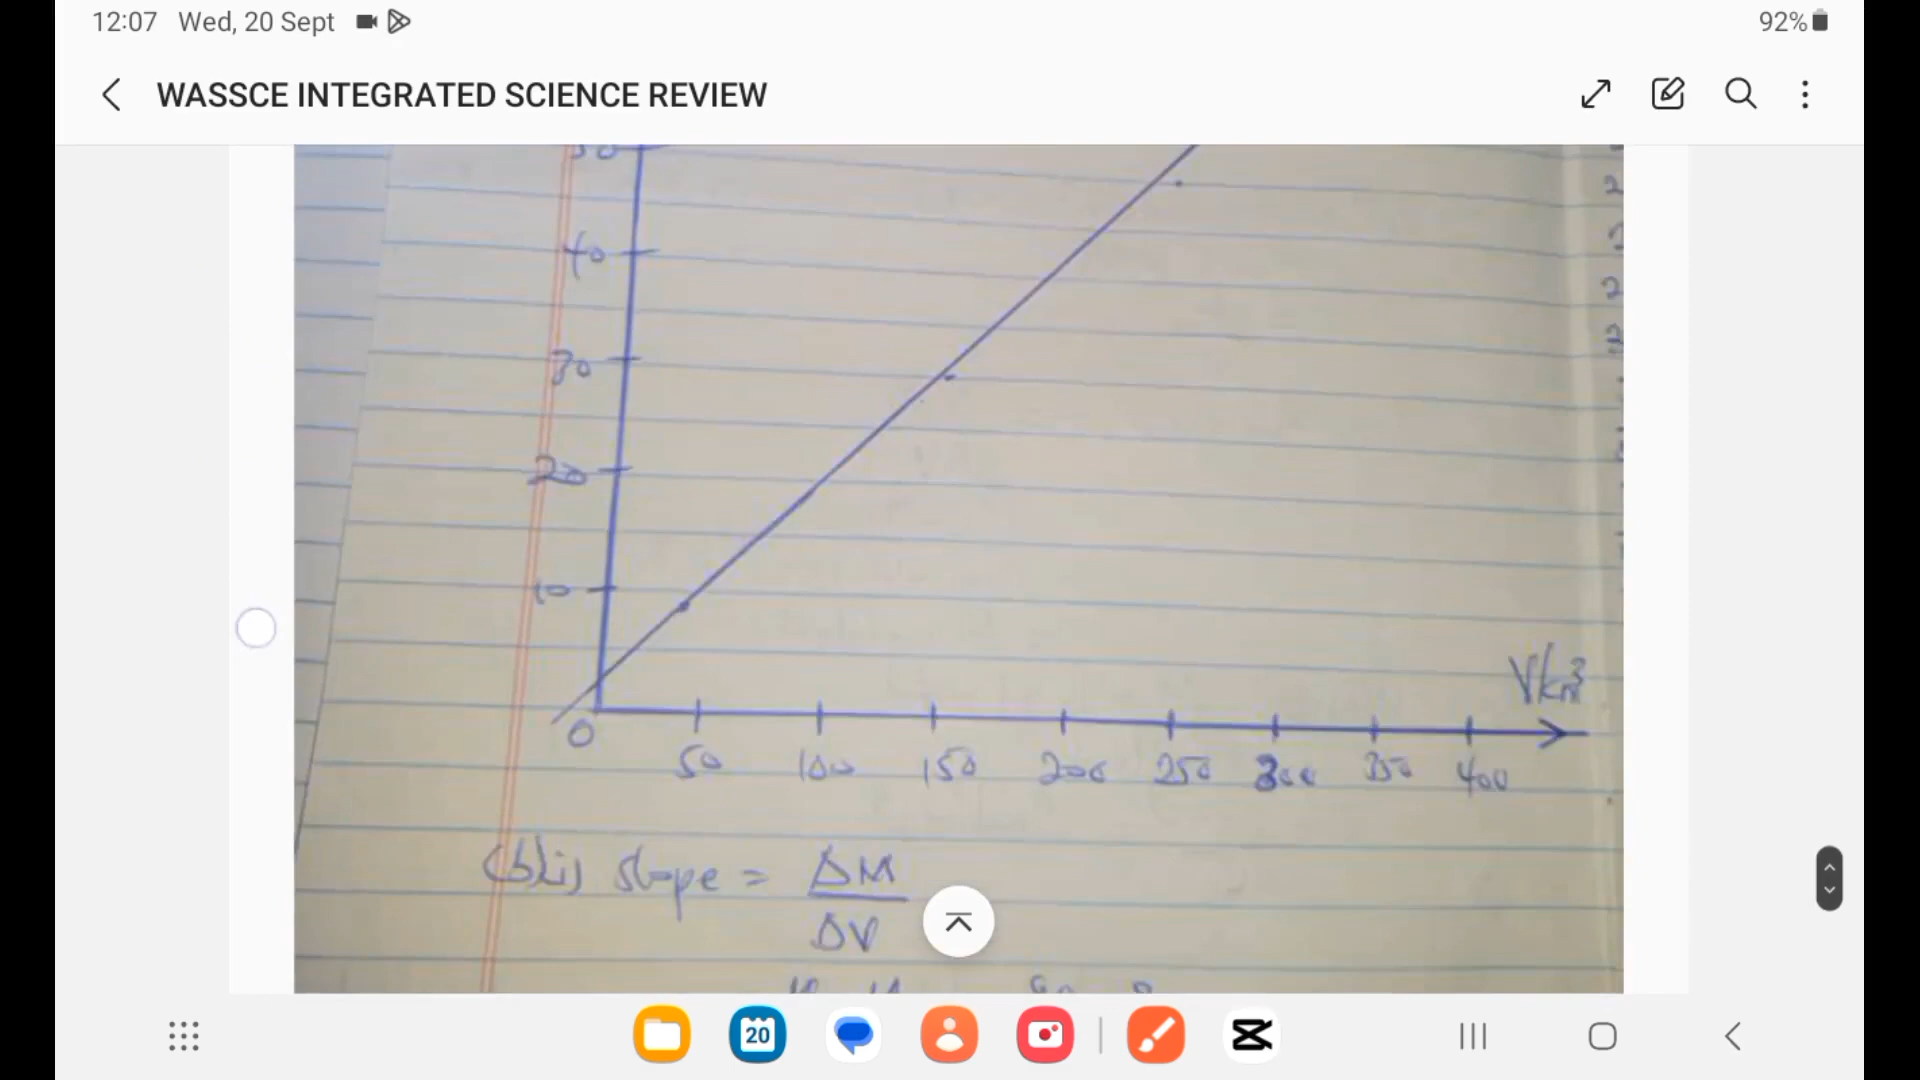 12:07 Wed, 20 Sept 92%
WASSCE INTEGRATED SCIENCE REVIEW
50
40
30
20
10
V/cm³
0 50 100 150 200 250 300 350 400
(b)(ii) slope = ΔM
ΔV
20